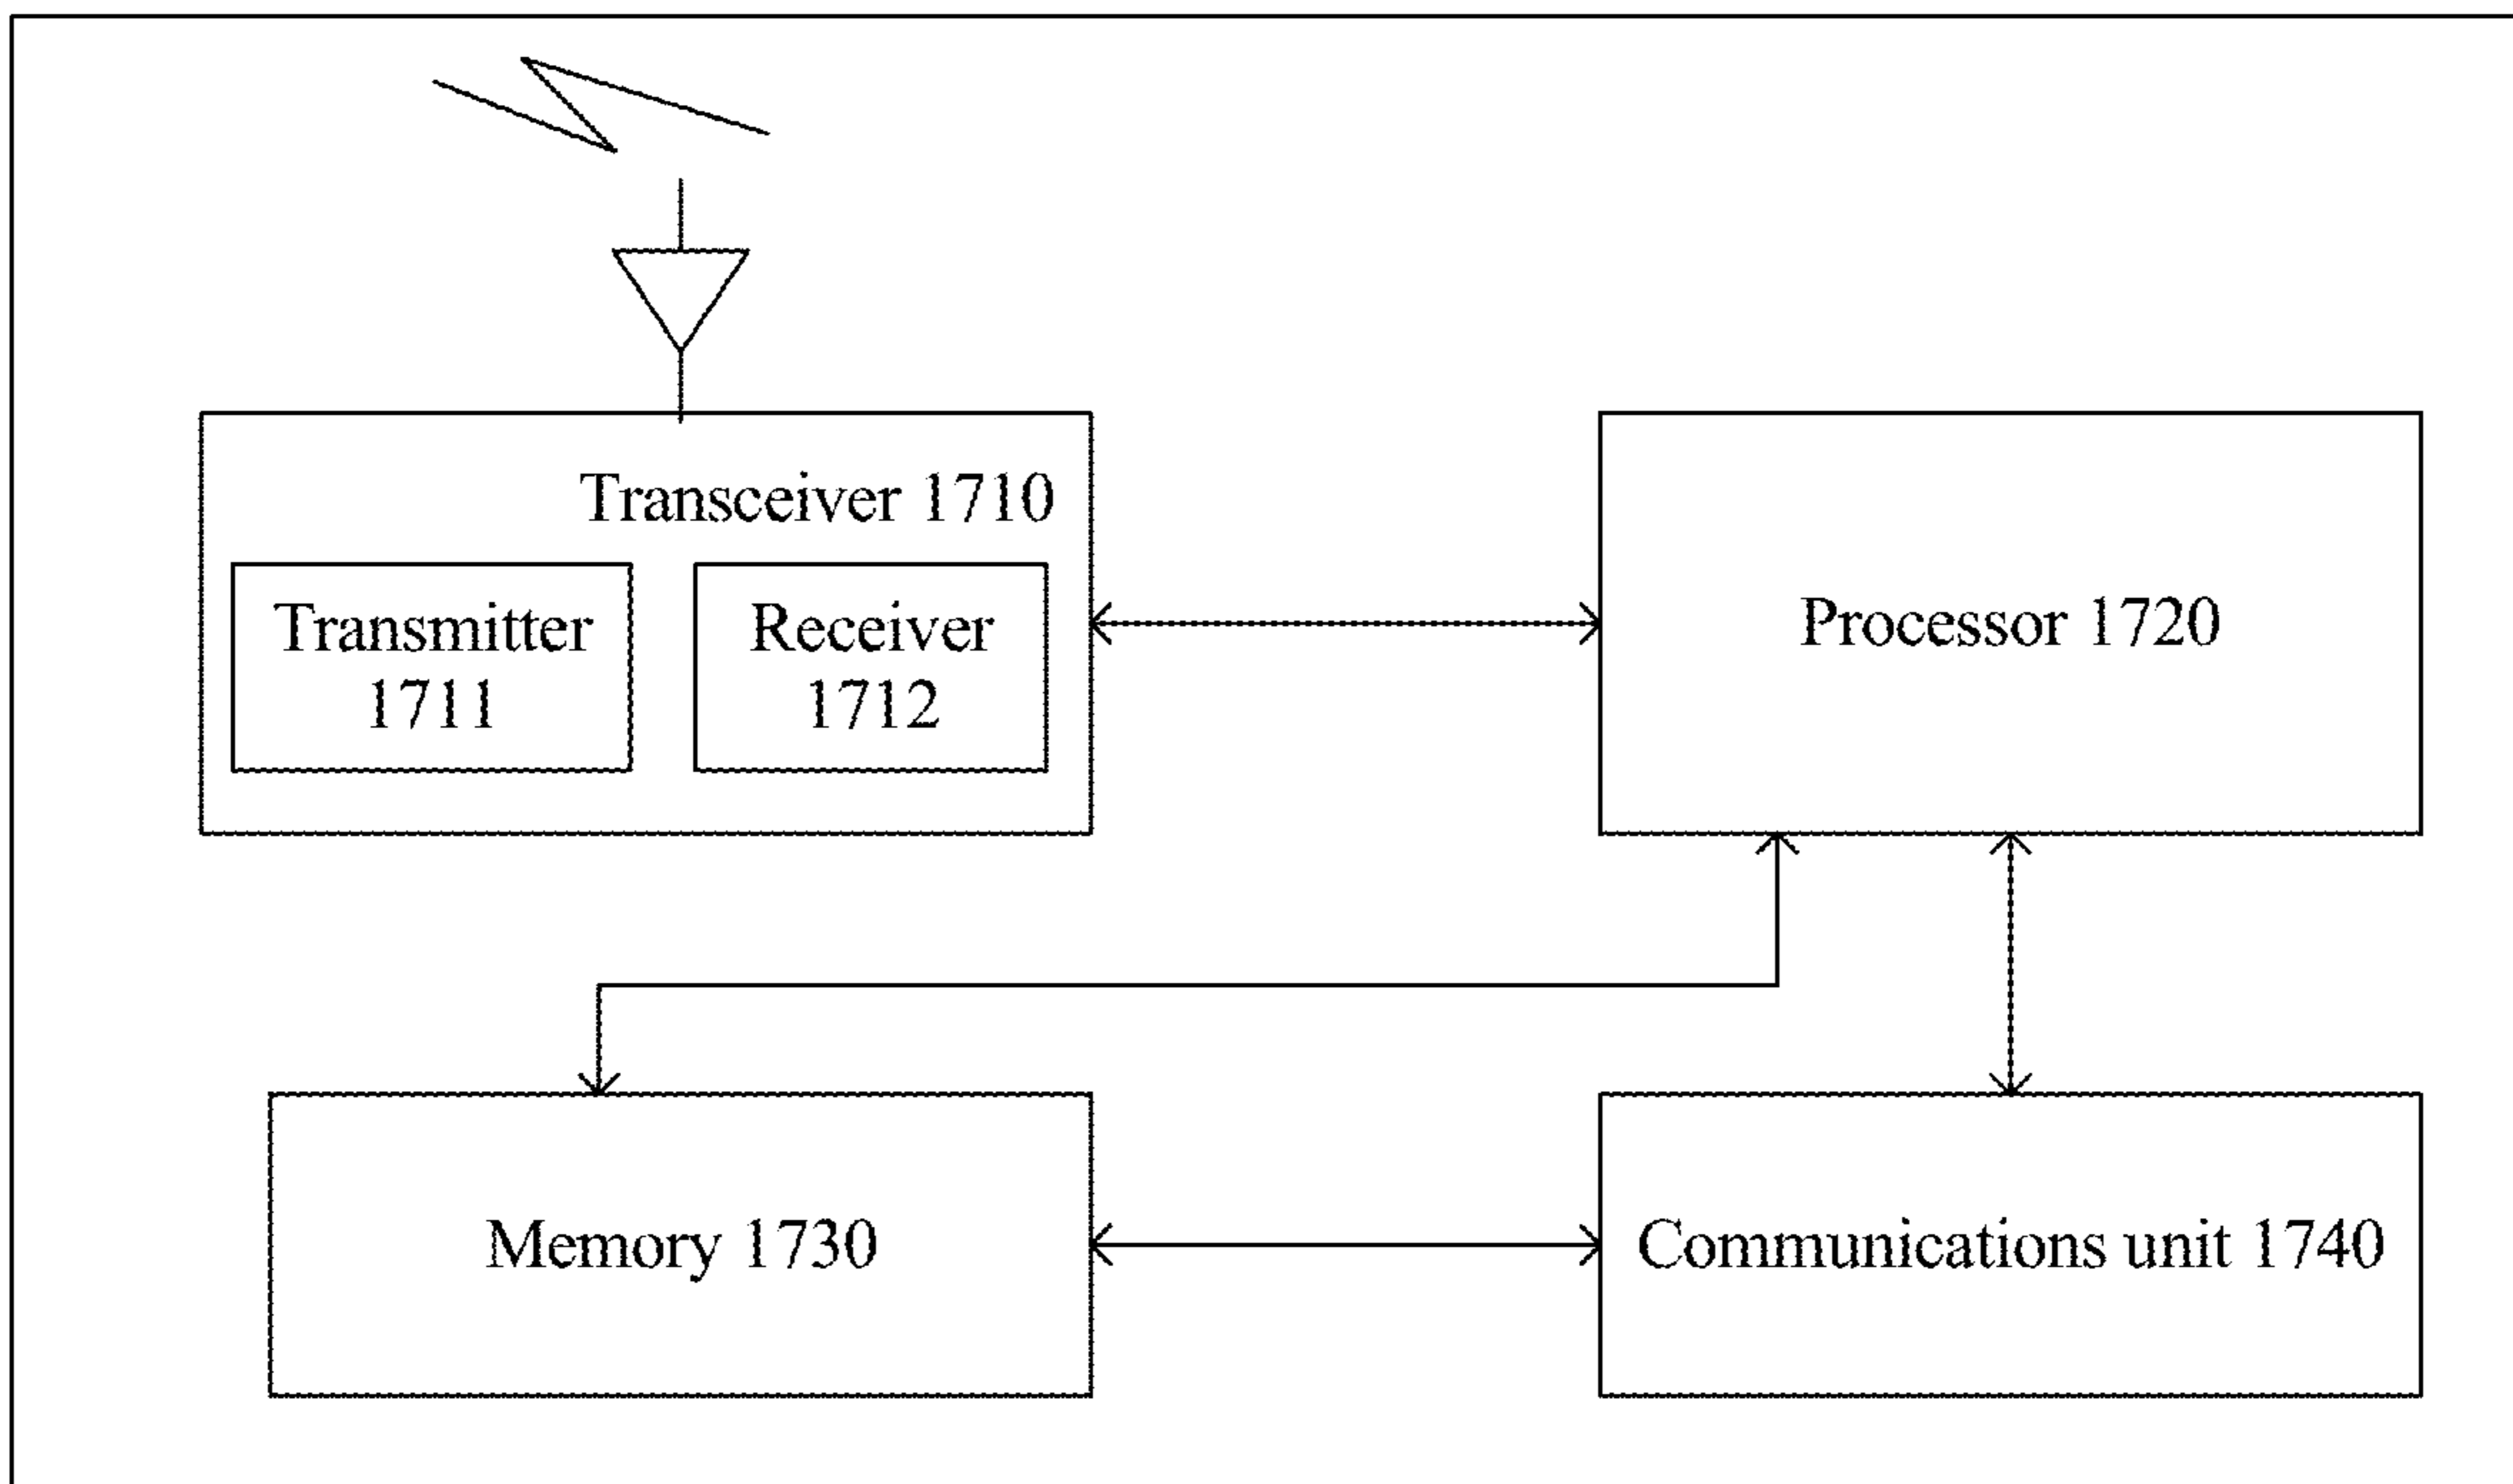 Transceiver 1710
Transmitter
1711
Receiver
1712
Processor 1720
Memory 1730
Communications unit 1740